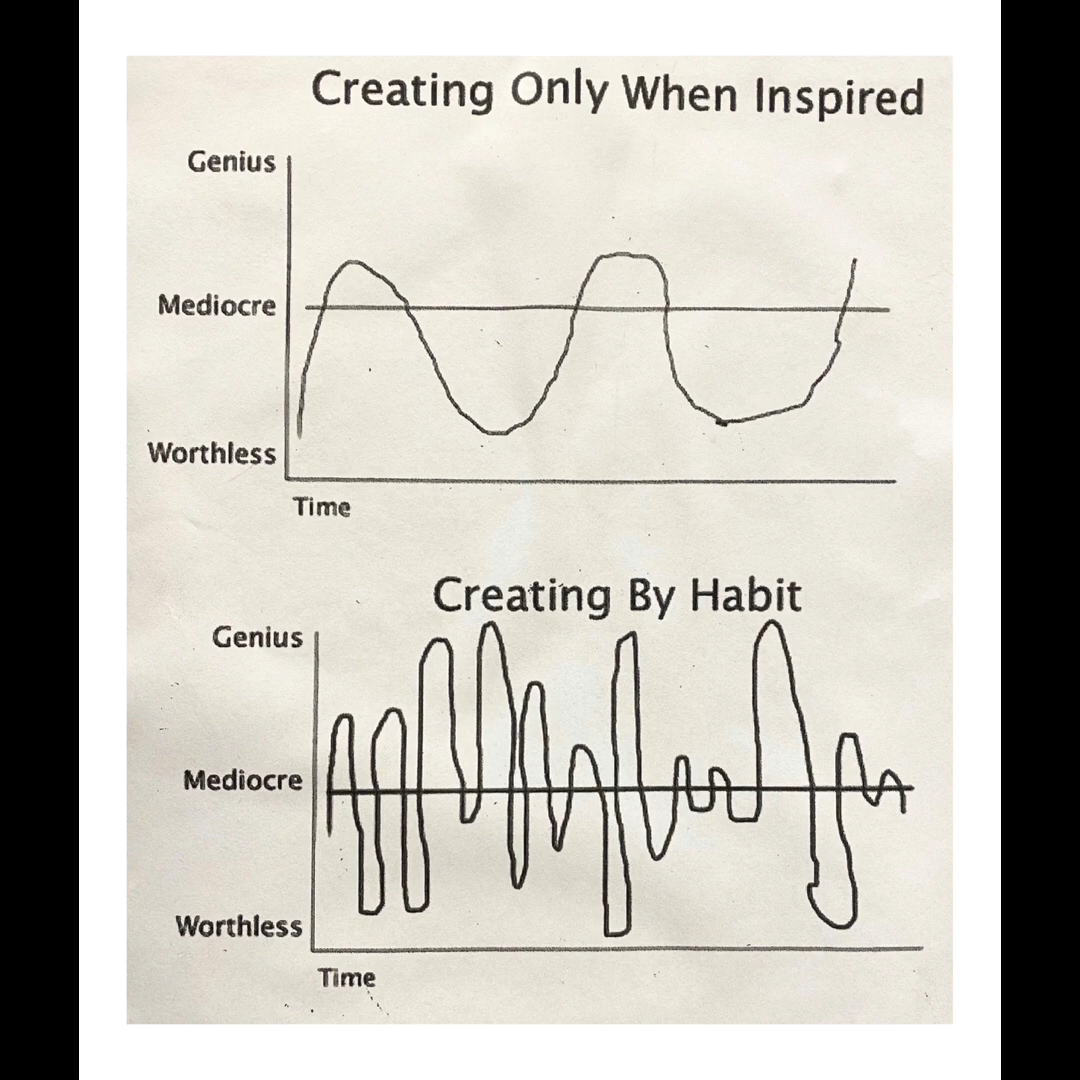 Creating Only When Inspired
Genius
Mediocre
Worthless
Time
Creating By Habit
Genius
Mediocre
Worthless
Time